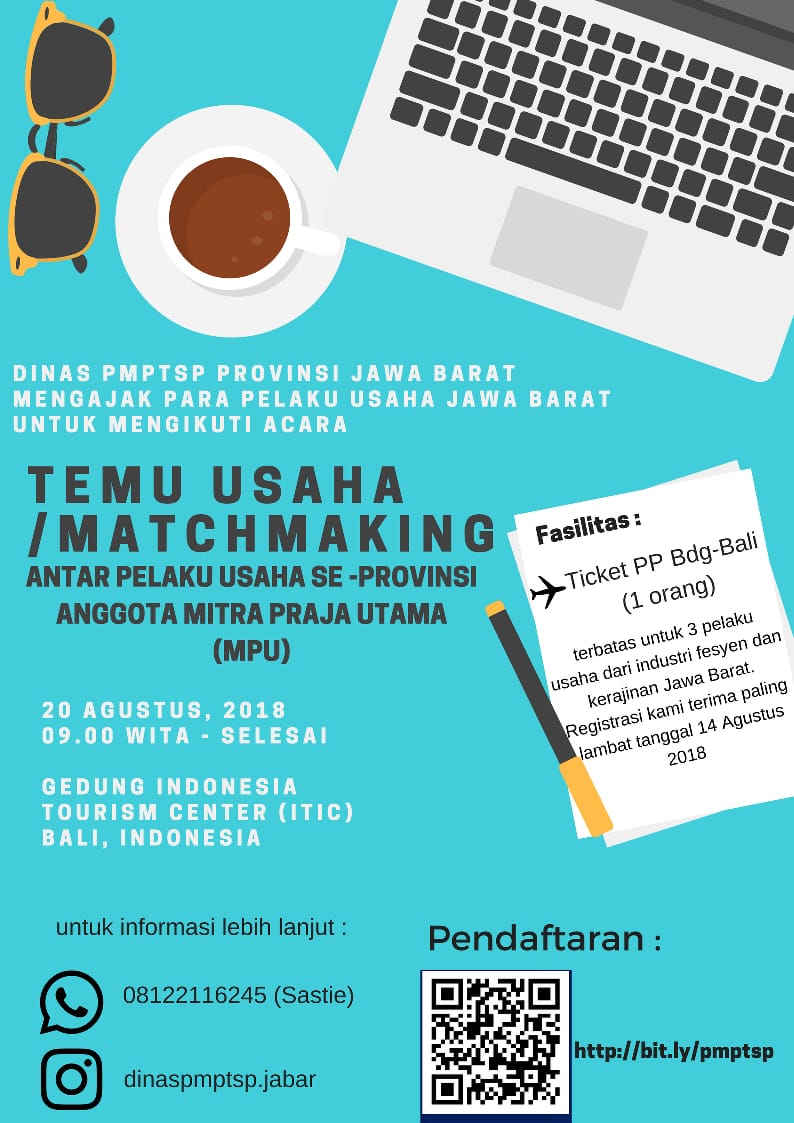 DINAS PMPTSP PROVINSI JAWA BARAT
MENGAJAK PARA PELAKU USAHA JAWA BARAT
UNTUK MENGIKUTI ACARA
TEMU USAHA
/MATCHMAKING
ANTAR PELAKU USAHA SE -PROVINSI
ANGGOTA MITRA PRAJA UTAMA
(MPU)
20 AGUSTUS, 2018
09.00 WITA - SELESAI
GEDUNG INDONESIA
TOURISM CENTER (ITIC)
BALI, INDONESIA
Fasilitas :
Ticket PP Bdg-Bali
(1 orang)
terbatas untuk 3 pelaku
usaha dari industri fesyen dan
kerajinan Jawa Barat.
Registrasi kami terima paling
lambat tanggal 14 Agustus
2018
untuk informasi lebih lanjut :
08122116245 (Sastie)
dinaspmptsp.jabar
Pendaftaran :
http://bit.ly/pmptsp